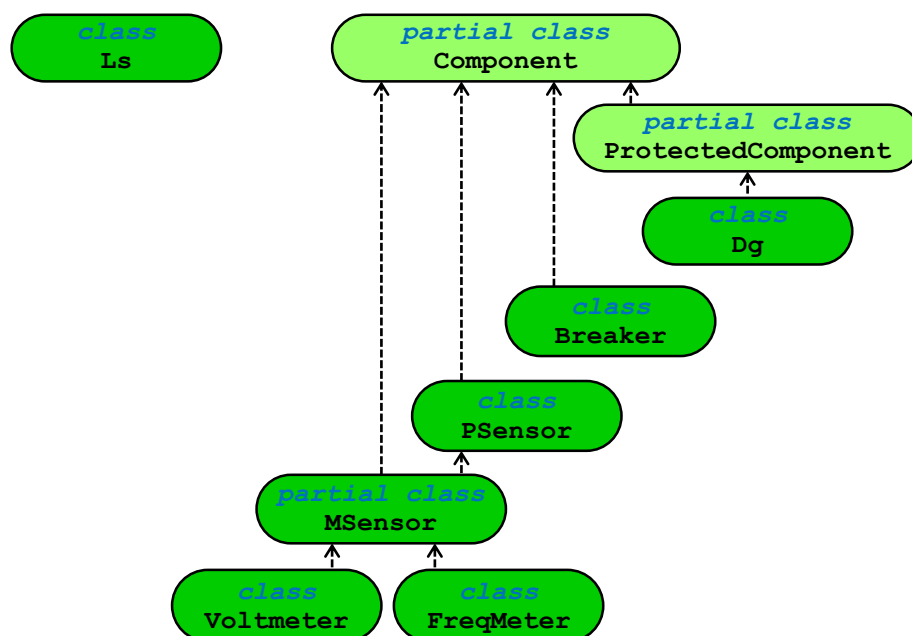 class
Ls
partial class
Component
partial class
ProtectedComponent
class
Dg
class
Breaker
class
PSensor
partial class
MSensor
class
Voltmeter
class
FreqMeter